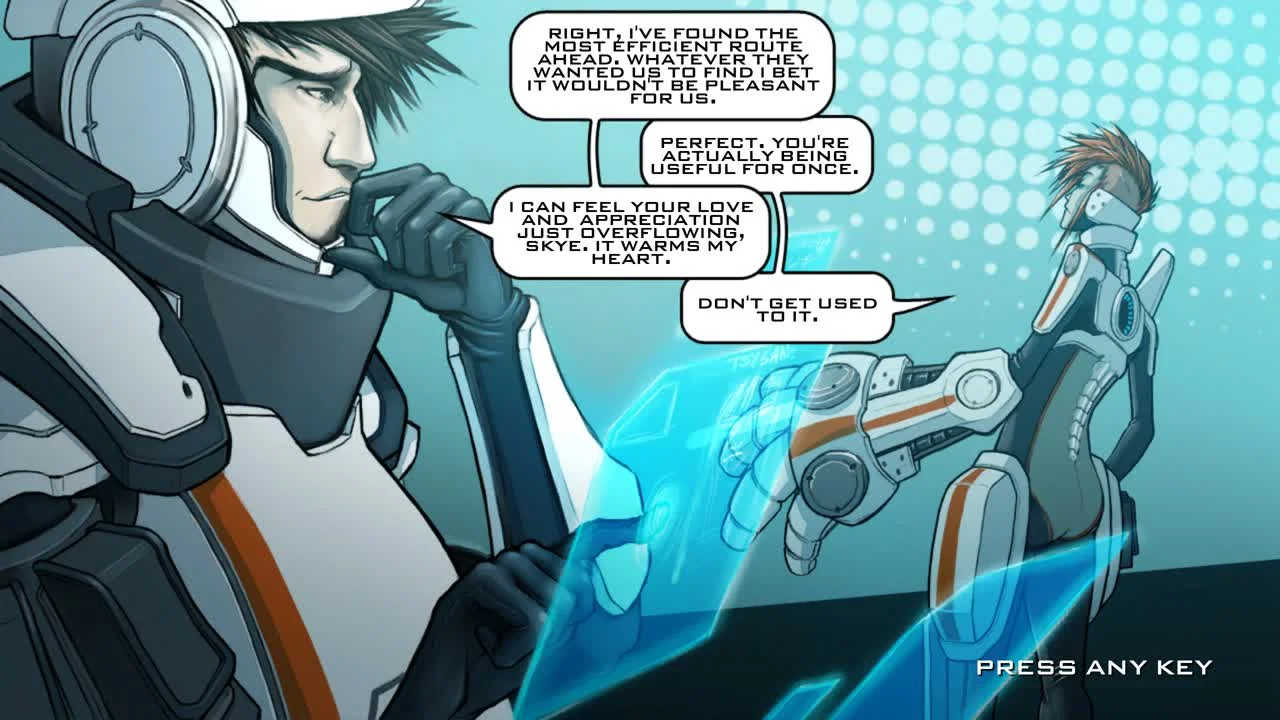 RIGHT, I'VE FOUND THE
MOST EFFICIENT ROUTE
AHEAD. WHATEVER THEY
WANTED US TO FIND I BET
IT WOULDN'T BE PLEASANT
FOR US.
PERFECT. YOU'RE
ACTUALLY BEING
USEFUL FOR ONCE.
I CAN FEEL YOUR LOVE
AND APPRECIATION
JUST OVERFLOWING,
SKYE. IT WARMS MY
HEART.
DON'T GET USED
TO IT.
PRESS ANY KEY